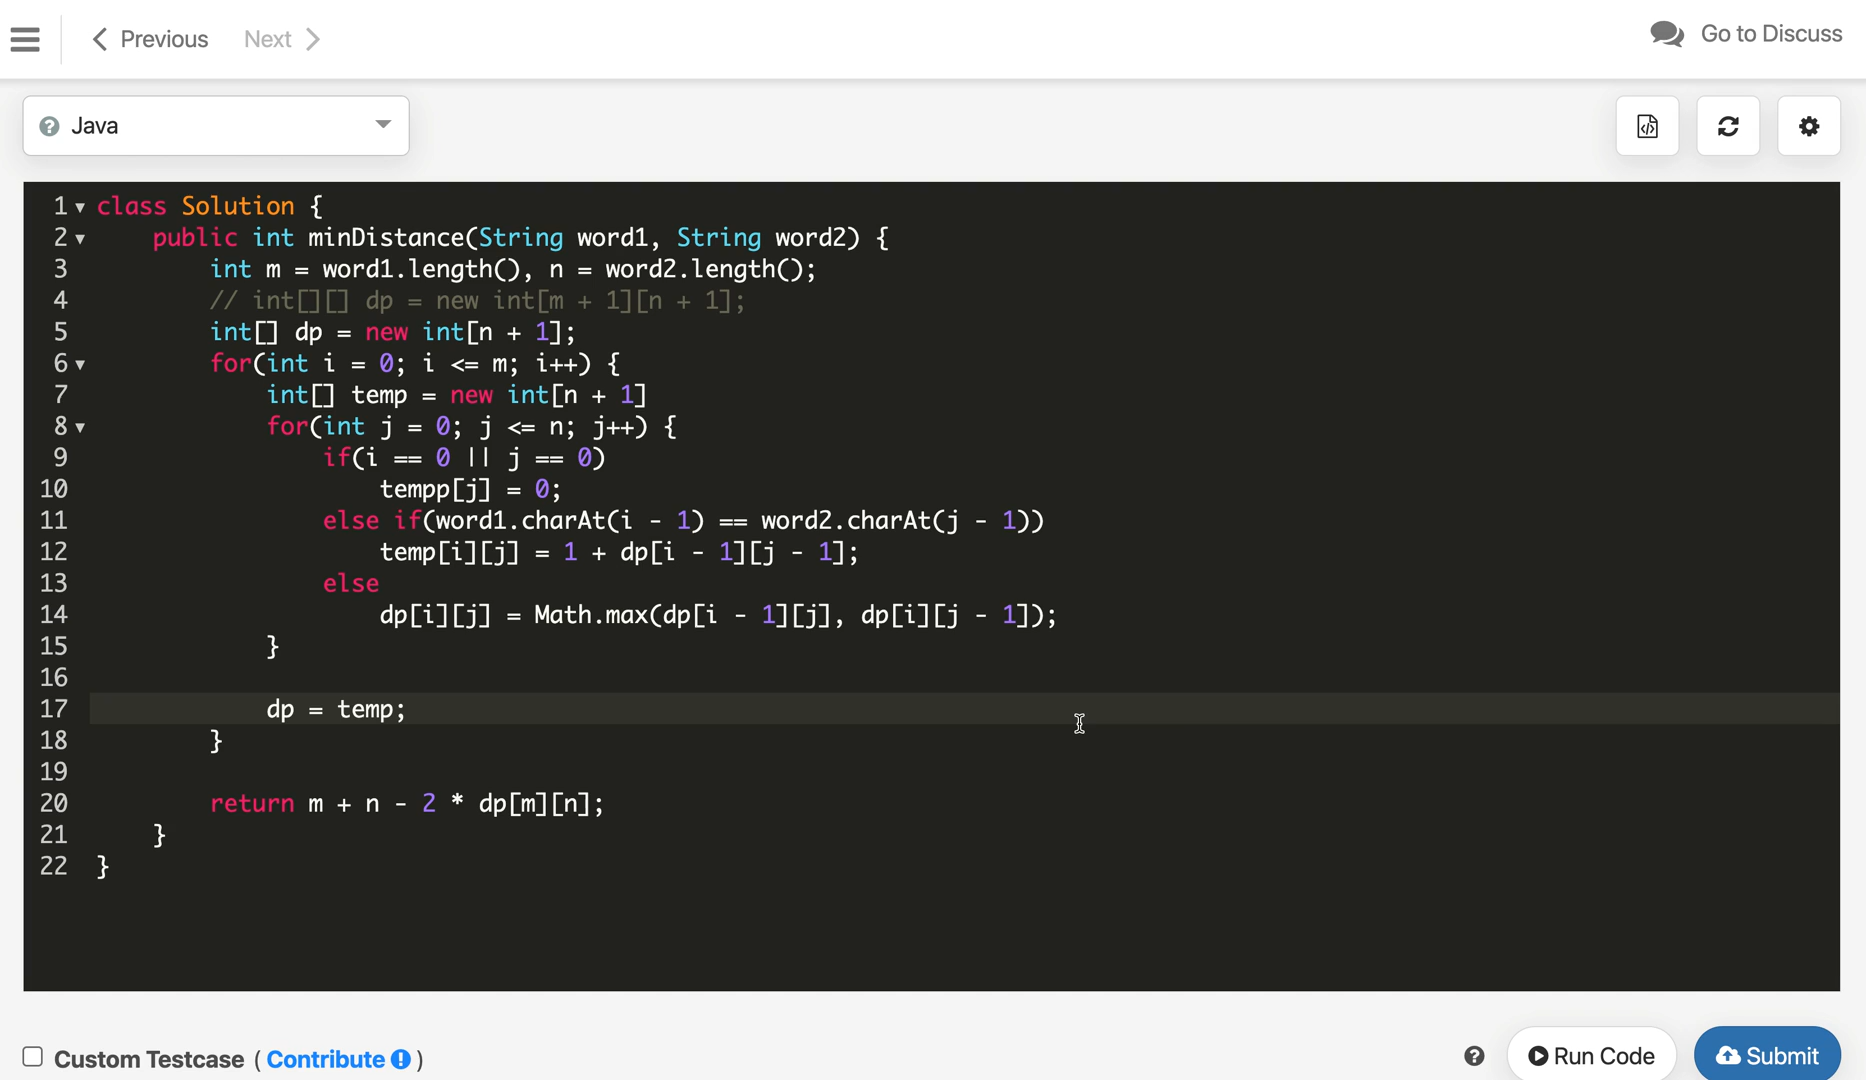 Previous Next Go to Discuss
? Java
1 class Solution {
2 public int minDistance(String word1, String word2) {
3 int m = word1.length(), n = word2.length();
4 // int[][] dp = new int[m + 1][n + 1];
5 int[] dp = new int[n + 1];
6 for(int i = 0; i <= m; i++) {
7 int[] temp = new int[n + 1]
8 for(int j = 0; j <= n; j++) {
9 if(i == 0 || j == 0)
10 tempp[j] = 0;
11 else if(word1.charAt(i - 1) == word2.charAt(j - 1))
12 temp[i][j] = 1 + dp[i - 1][j - 1];
13 else
14 dp[i][j] = Math.max(dp[i - 1][j], dp[i][j - 1]);
15 }
16
17 dp = temp;
18 }
19
20 return m + n - 2 * dp[m][n];
21 }
22 }
Custom Testcase ( Contribute ! ) ? Run Code Submit